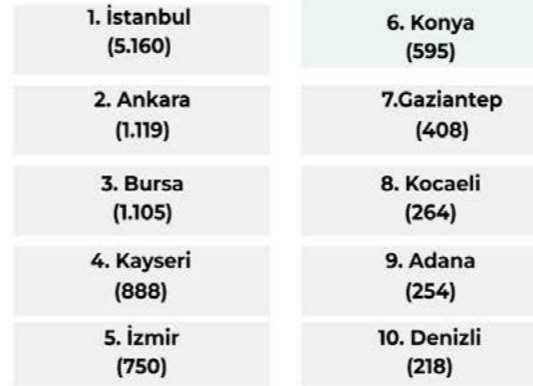 1. İstanbul
(5.160)
2. Ankara
(1.119)
3. Bursa
(1.105)
4. Kayseri
(888)
5. İzmir
(750)
6. Konya
(595)
7.Gaziantep
(408)
8. Kocaeli
(264)
9. Adana
(254)
10. Denizli
(218)